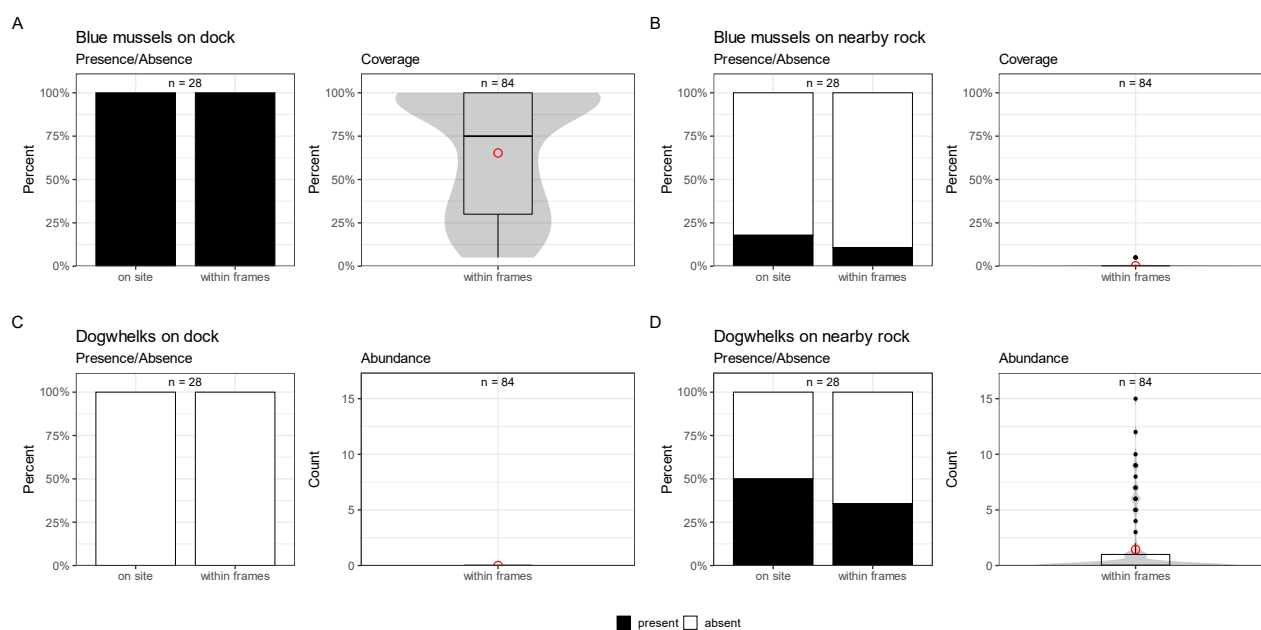 A
Blue mussels on dock
Presence/Absence
Coverage
n = 28
n = 84
100%
75%
50%
25%
0%
Percent
on site
within frames
100%
75%
50%
25%
0%
Percent
within frames
B
Blue mussels on nearby rock
Presence/Absence
Coverage
n = 28
n = 84
100%
75%
50%
25%
0%
Percent
on site
within frames
100%
75%
50%
25%
0%
Percent
within frames
C
Dogwhelks on dock
Presence/Absence
Abundance
n = 28
n = 84
100%
75%
50%
25%
0%
Percent
on site
within frames
15
10
5
0
Count
within frames
D
Dogwhelks on nearby rock
Presence/Absence
Abundance
n = 28
n = 84
100%
75%
50%
25%
0%
Percent
on site
within frames
15
10
5
0
Count
within frames
present
absent